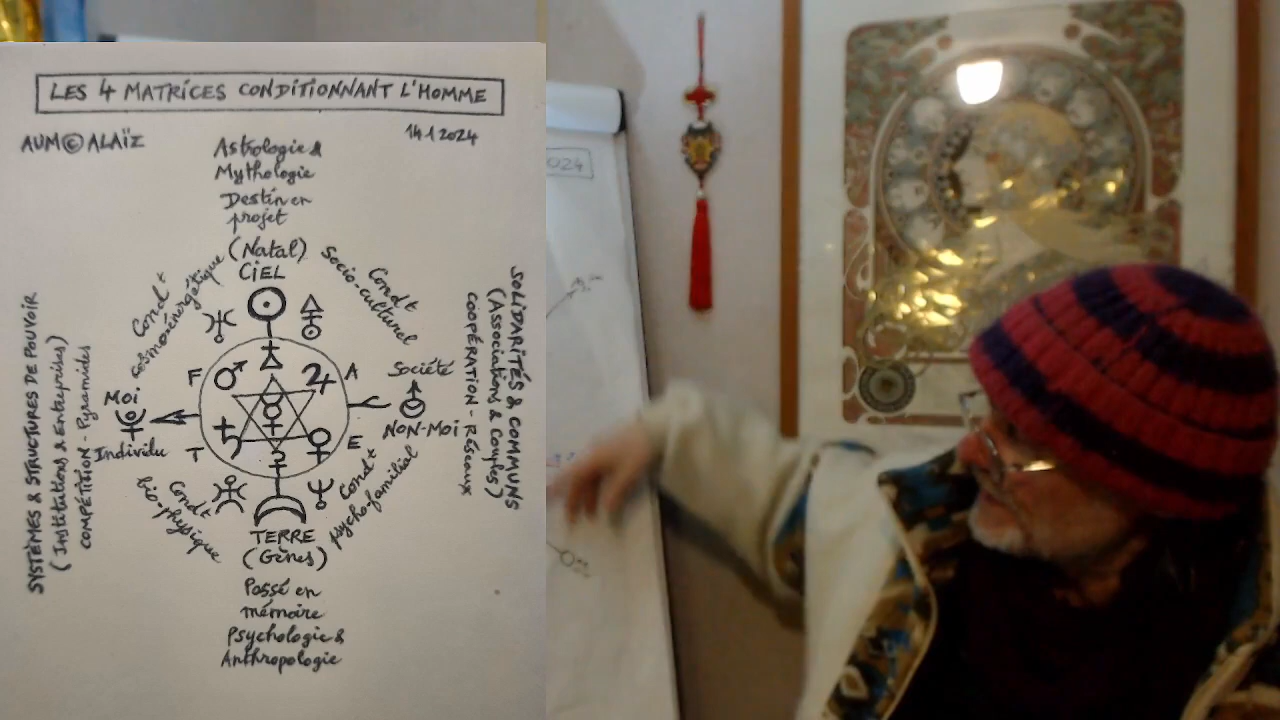 LES 4 MATRICES CONDITIONNANT L'HOMME
AUM©ALAÏZ
14.1.2024
Astrologie &
Mythologie
Destin en
projet
(Natal)
CIEL
Condt
cosmoénergétique
Condt
Socio-culturel
SYSTÈMES & STRUCTURES DE POUVOIR
(Institutions & Entreprises)
COMPÉTITION - Pyramides
SOLIDARITÉS & COMMUNS
(Associations & Couples)
COOPÉRATION - Réseaux
F
A
Moi
Individu
Société
NON-MOI
T
E
Condt
bio-physique
Condt
psycho-familial
TERRE
(Gènes)
Passé en
mémoire
Psychologie &
Anthropologie
2024